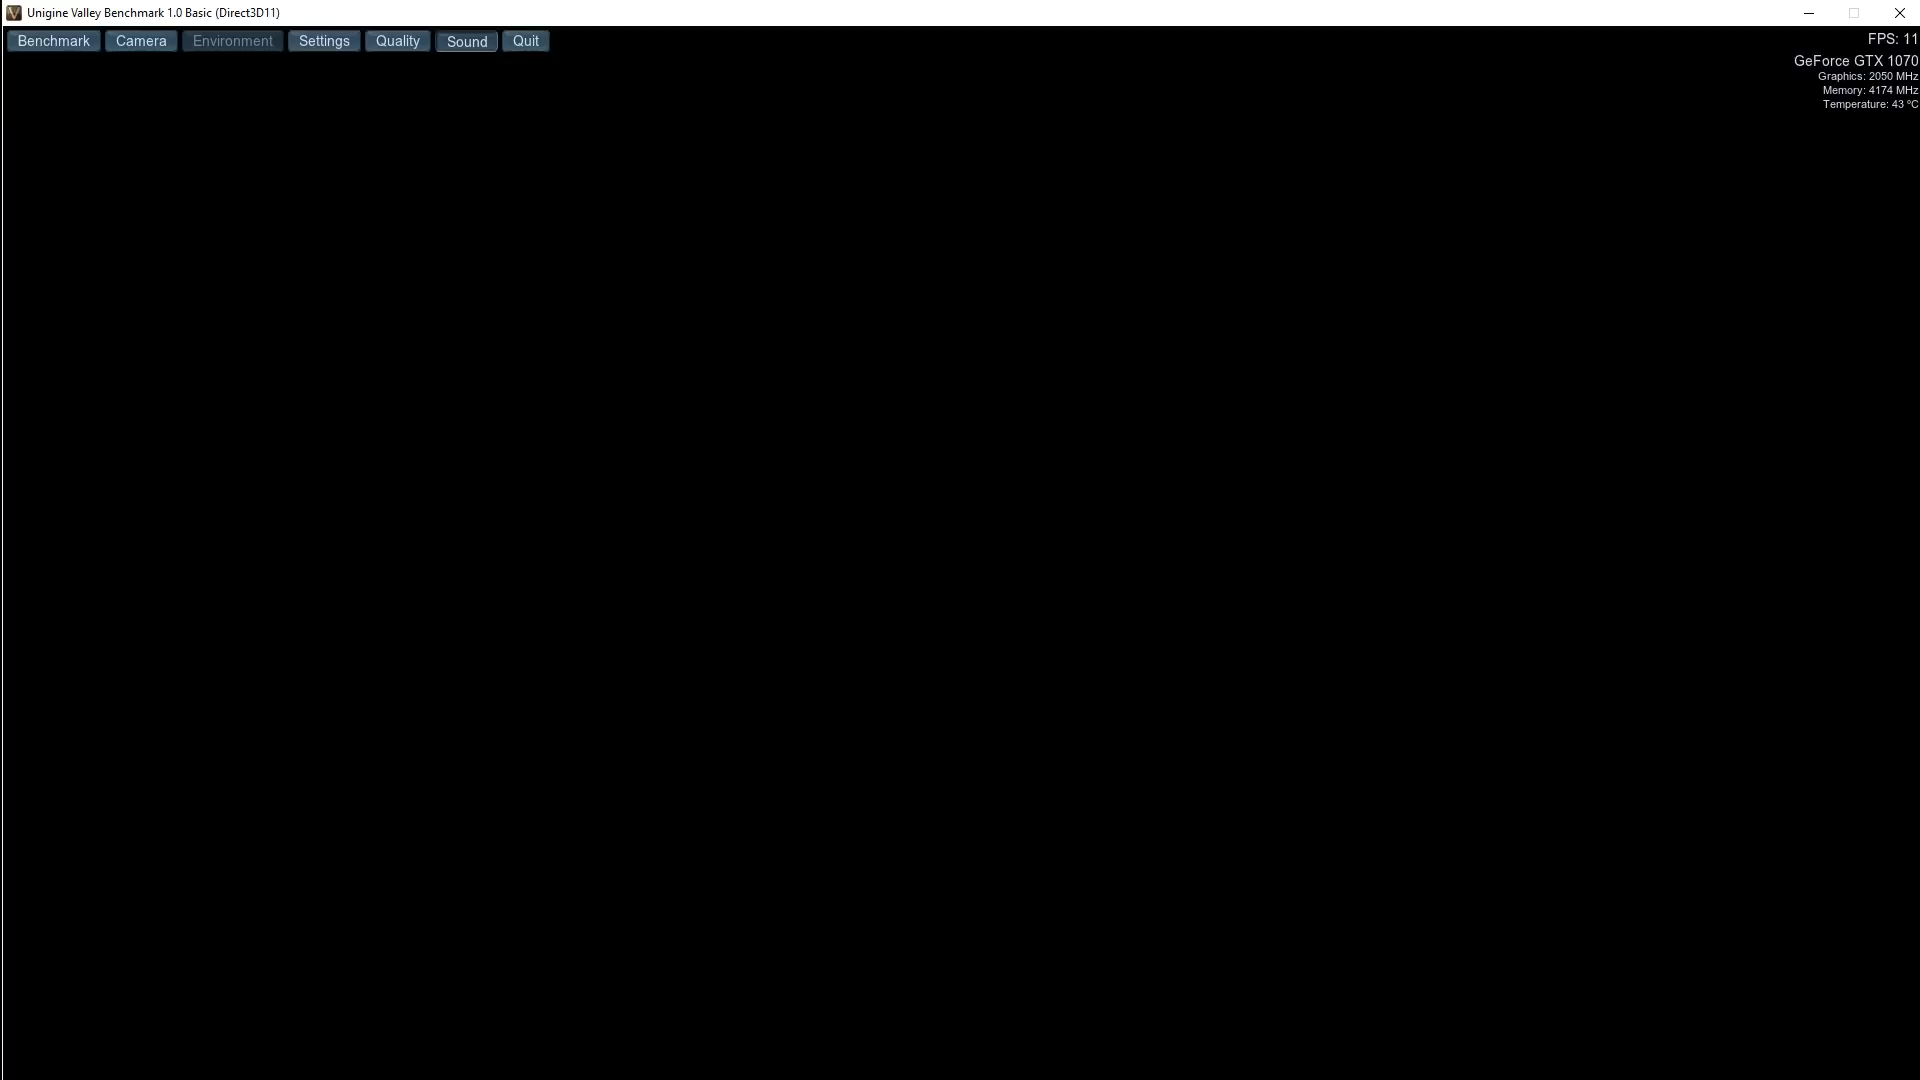 Unigine Valley Benchmark 1.0 Basic (Direct3D11)
Benchmark Camera Environment Settings Quality Sound Quit
FPS: 11
GeForce GTX 1070
Graphics: 2050 MHz
Memory: 4174 MHz
Temperature: 43 °C